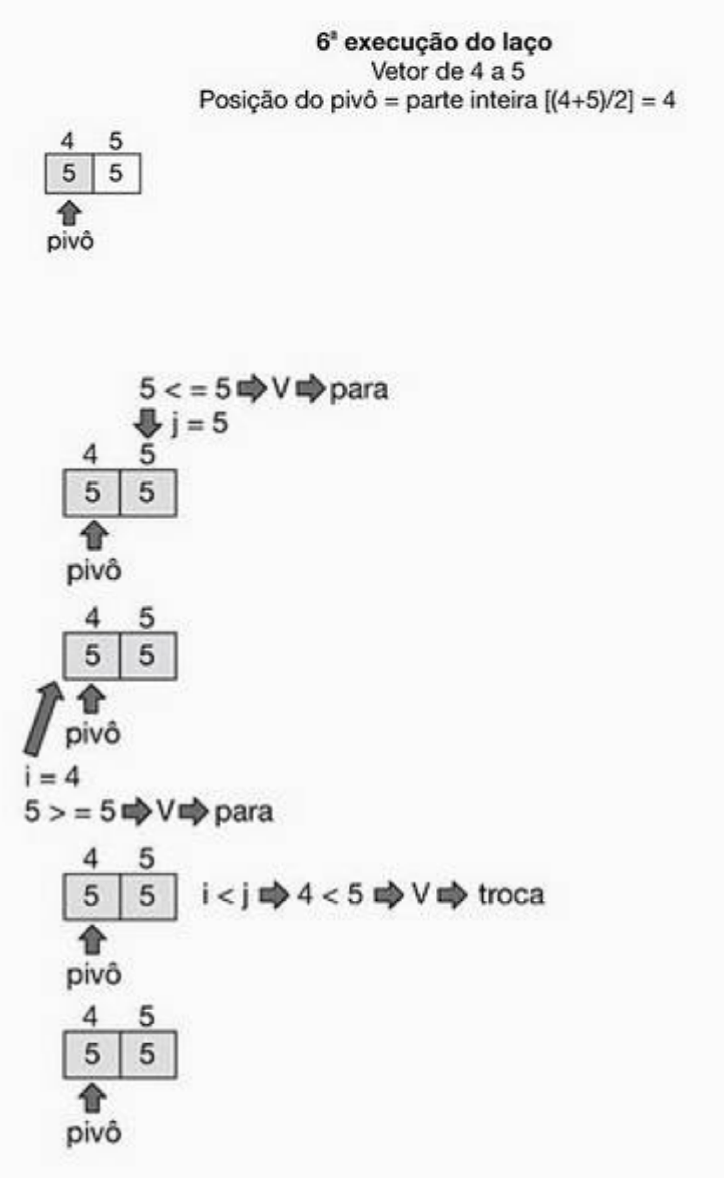 6ª execução do laço
Vetor de 4 a 5
Posição do pivô = parte inteira [(4+5)/2] = 4
4 5
5 5
pivô
5 < = 5 V para
j = 5
4 5
5 5
pivô
4 5
5 5
pivô
i = 4
5 > = 5 V para
4 5
5 5 i < j 4 < 5 V troca
pivô
4 5
5 5
pivô